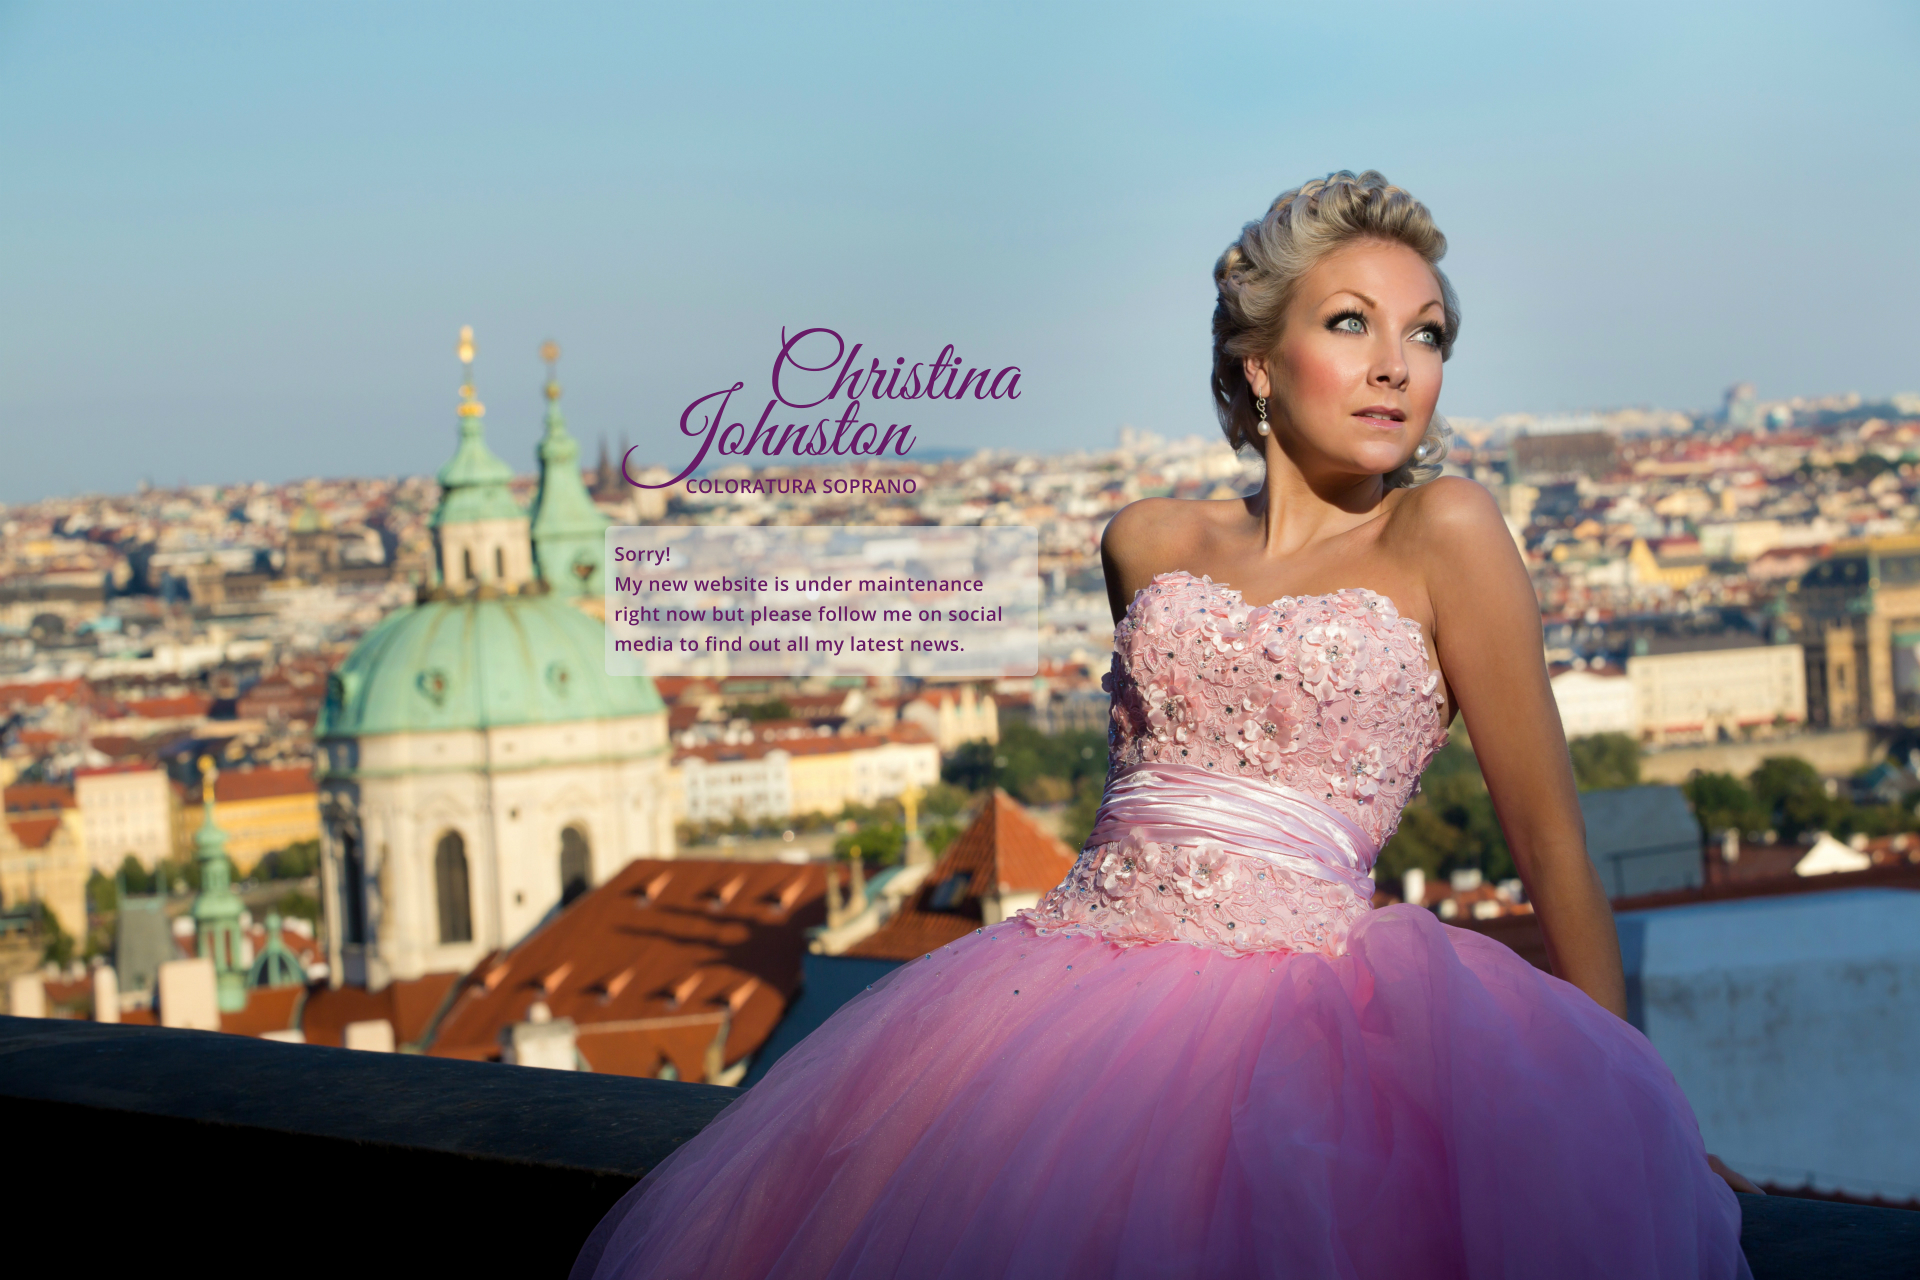 Christina
Johnston
COLORATURA SOPRANO
Sorry!
My new website is under maintenance
right now but please follow me on social
media to find out all my latest news.